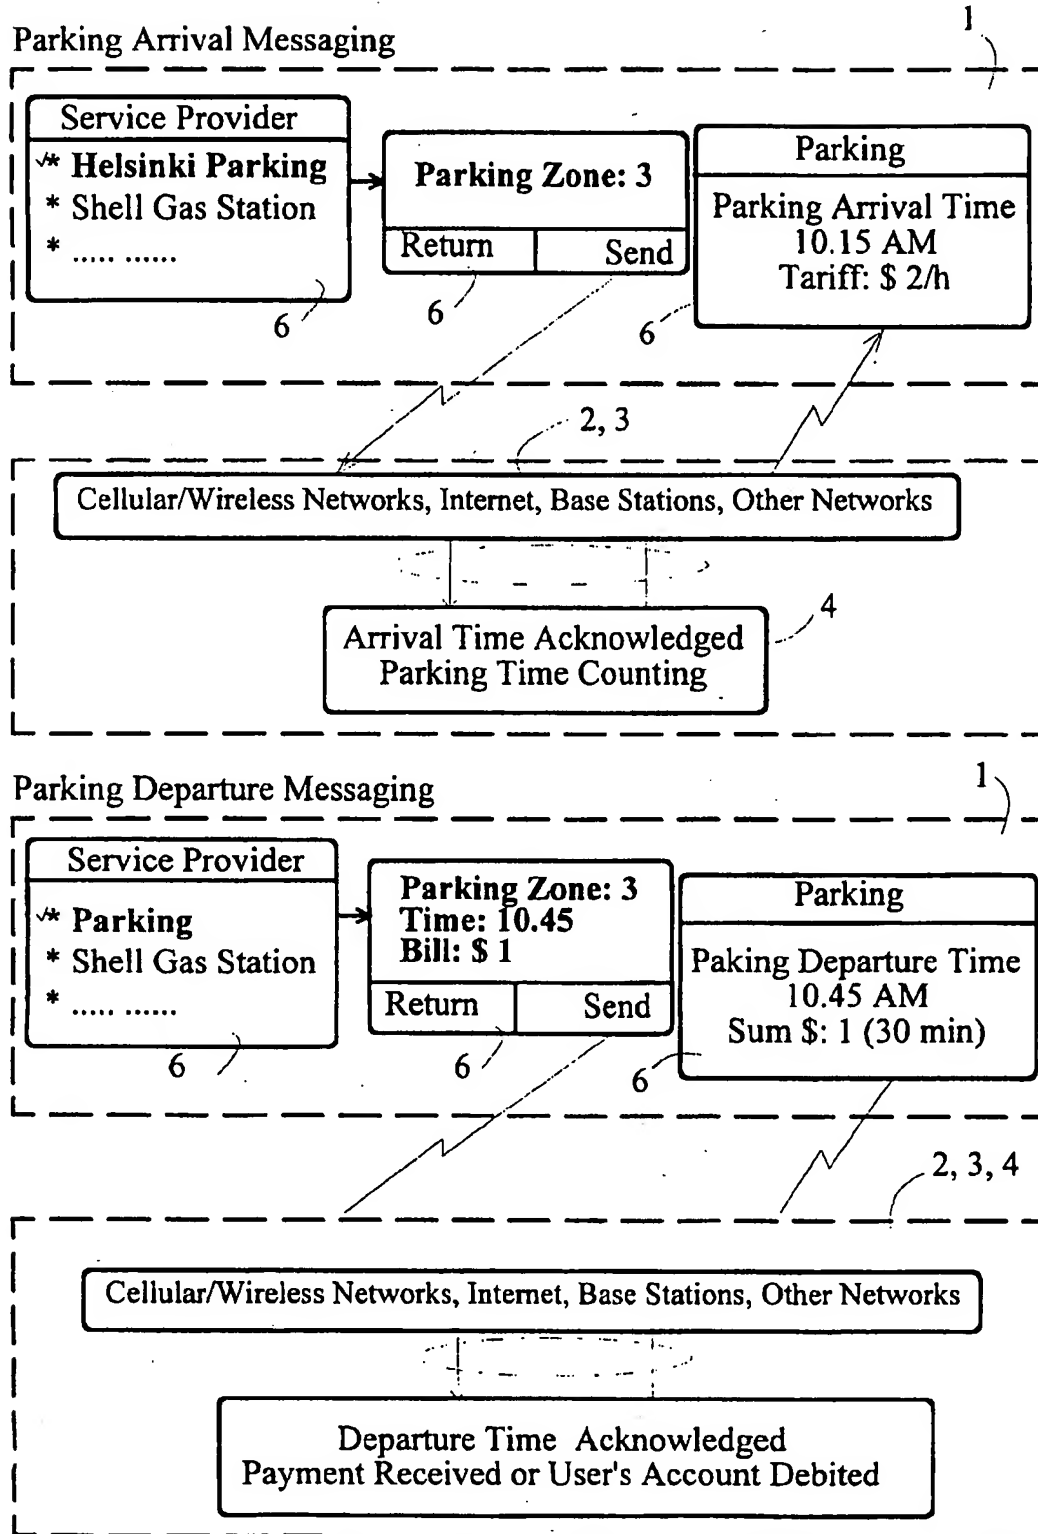 1
Parking Arrival Messaging
Service Provider
√* Helsinki Parking
* Shell Gas Station
* ..... ......
6
Parking Zone: 3
Return Send
6
Parking
Parking Arrival Time
10.15 AM
Tariff: $ 2/h
6
2, 3
Cellular/Wireless Networks, Internet, Base Stations, Other Networks
4
Arrival Time Acknowledged
Parking Time Counting
1
Parking Departure Messaging
Service Provider
√* Parking
* Shell Gas Station
* ..... ......
6
Parking Zone: 3
Time: 10.45
Bill: $ 1
Return Send
6
Parking
Paking Departure Time
10.45 AM
Sum $: 1 (30 min)
6
2, 3, 4
Cellular/Wireless Networks, Internet, Base Stations, Other Networks
Departure Time Acknowledged
Payment Received or User's Account Debited